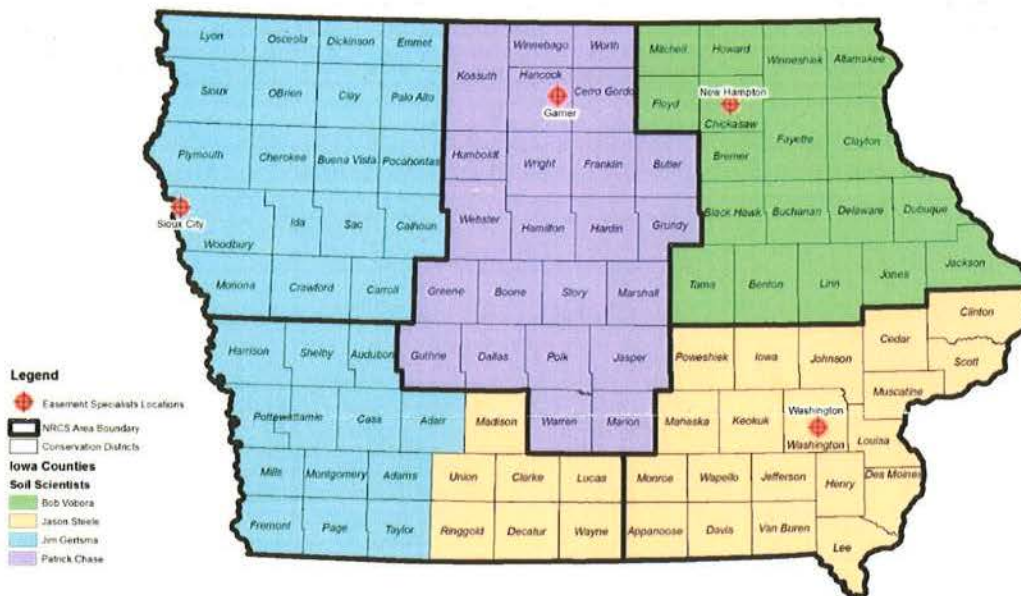 Lyon Osceola Dickinson Emmet Winnebago Worth Mitchell Howard Winneshiek Allamakee
Kossuth Hancock
Sioux OBrien Clay Palo Alto Cerro Gordo Floyd New Hampton
Garner Chickasaw
Fayette Clayton
Plymouth Cherokee Buena Vista Pocahontas Humboldt Wright Franklin Butler Bremer
Sioux City Woodbury Ida Sac Calhoun Webster Hamilton Hardin Grundy Black Hawk Buchanan Delaware Dubuque
Monona Crawford Carroll Greene Boone Story Marshall Tama Benton Linn Jones Jackson
Clinton
Harrison Shelby Audubon Guthrie Dallas Polk Jasper Poweshiek Iowa Johnson Cedar Scott
Muscatine
Pottawattamie Cass Adair Madison Warren Marion Mahaska Keokuk Washington
Washington Louisa
Mills Montgomery Adams Union Clarke Lucas Monroe Wapello Jefferson Henry Des Moines
Fremont Page Taylor Ringgold Decatur Wayne Appanoose Davis Van Buren Lee
Legend
Easement Specialists Locations
NRCS Area Boundary
Conservation Districts
Iowa Counties
Soil Scientists
Bob Vobora
Jason Steele
Jim Gertsma
Patrick Chase